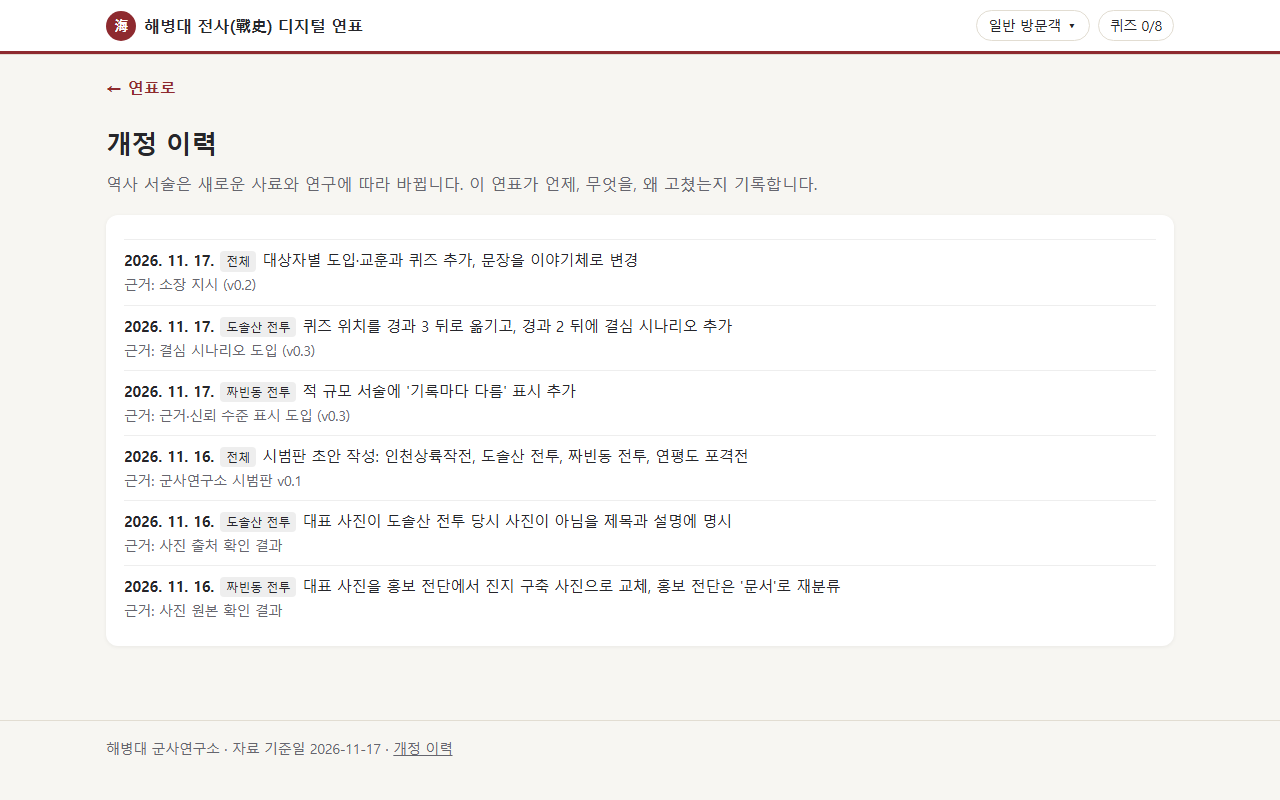 海 해병대 전사(戰史) 디지털 연표
일반 방문객 ▾
퀴즈 0/8
← 연표로
개정 이력
역사 서술은 새로운 사료와 연구에 따라 바뀝니다. 이 연표가 언제, 무엇을, 왜 고쳤는지 기록합니다.
2026. 11. 17. 전체 대상자별 도입·교훈과 퀴즈 추가, 문장을 이야기체로 변경
근거: 소장 지시 (v0.2)
2026. 11. 17. 도솔산 전투 퀴즈 위치를 경과 3 뒤로 옮기고, 경과 2 뒤에 결심 시나리오 추가
근거: 결심 시나리오 도입 (v0.3)
2026. 11. 17. 짜빈동 전투 적 규모 서술에 '기록마다 다름' 표시 추가
근거: 근거·신뢰 수준 표시 도입 (v0.3)
2026. 11. 16. 전체 시범판 초안 작성: 인천상륙작전, 도솔산 전투, 짜빈동 전투, 연평도 포격전
근거: 군사연구소 시범판 v0.1
2026. 11. 16. 도솔산 전투 대표 사진이 도솔산 전투 당시 사진이 아님을 제목과 설명에 명시
근거: 사진 출처 확인 결과
2026. 11. 16. 짜빈동 전투 대표 사진을 홍보 전단에서 진지 구축 사진으로 교체, 홍보 전단은 '문서'로 재분류
근거: 사진 원본 확인 결과
해병대 군사연구소 · 자료 기준일 2026-11-17 · 개정 이력